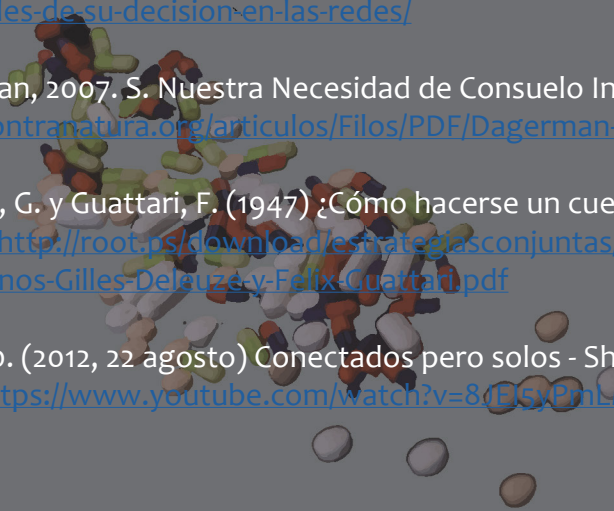 les-de-su-decision-en-las-redes/
an, 2007. S. Nuestra Necesidad de Consuelo In
ontranatura.org/articulos/Filos/PDF/Dagerman-
, G. y Guattari, F. (1947) ¿Cómo hacerse un cue
http://root.ps/download/estrategiasconjuntas/
nos-Gilles-Deleuze-y-Felix-Guattari.pdf
o. (2012, 22 agosto) Conectados pero solos - Sh
tps://www.youtube.com/watch?v=8JEI5yPmL